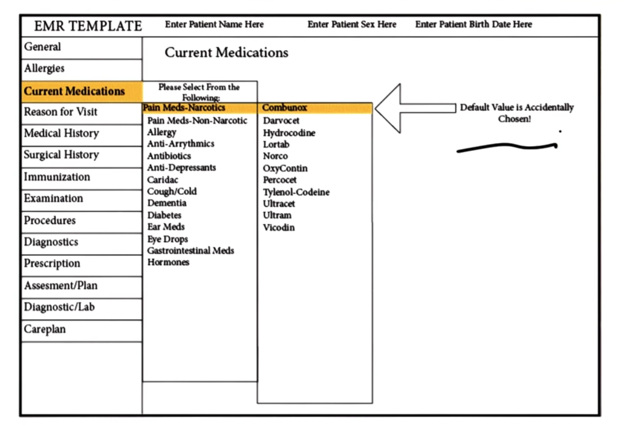 EMR TEMPLATE Enter Patient Name Here Enter Patient Sex Here Enter Patient Birth Date Here
General
Allergies
Current Medications
Reason for Visit
Medical History
Surgical History
Immunization
Examination
Procedures
Diagnostics
Prescription
Assesment/Plan
Diagnostic/Lab
Careplan
Current Medications
Please Select From the
Following:
Pain Meds-Narcotics
Pain Meds-Non-Narcotic
Allergy
Anti-Arrythmics
Antibiotics
Anti-Depressants
Caridac
Cough/Cold
Dementia
Diabetes
Ear Meds
Eye Drops
Gastrointestinal Meds
Hormones
Combunox
Darvocet
Hydrocodine
Lortab
Norco
OxyContin
Percocet
Tylenol-Codeine
Ultracet
Ultram
Vicodin
Default Value is Accidentally
Chosen!